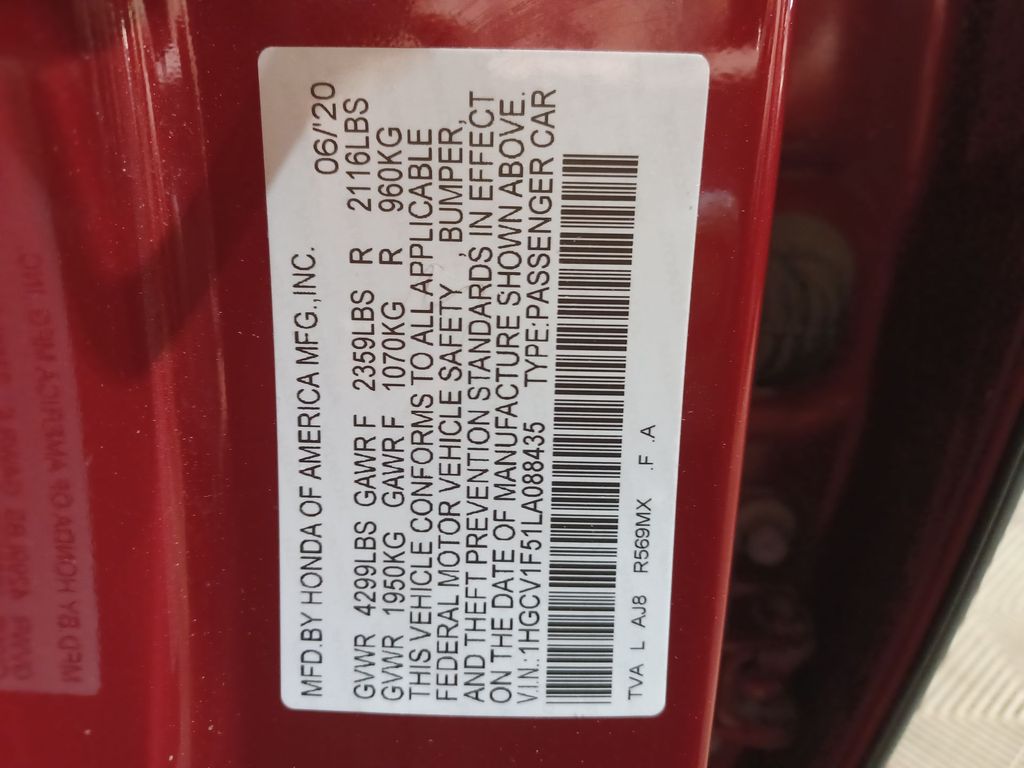 MFD.BY HONDA OF AMERICA MFG.,INC. 06/'20
GVWR 4299LBS GAWR F 2359LBS R 2116LBS
GVWR 1950KG GAWR F 1070KG R 960KG
THIS VEHICLE CONFORMS TO ALL APPLICABLE
FEDERAL MOTOR VEHICLE SAFETY , BUMPER,
AND THEFT PREVENTION STANDARDS IN EFFECT
ON THE DATE OF MANUFACTURE SHOWN ABOVE.
V.I.N.:1HGCV1F51LA088435 TYPE:PASSENGER CAR
TVA L AJ8 R569MX .F .A